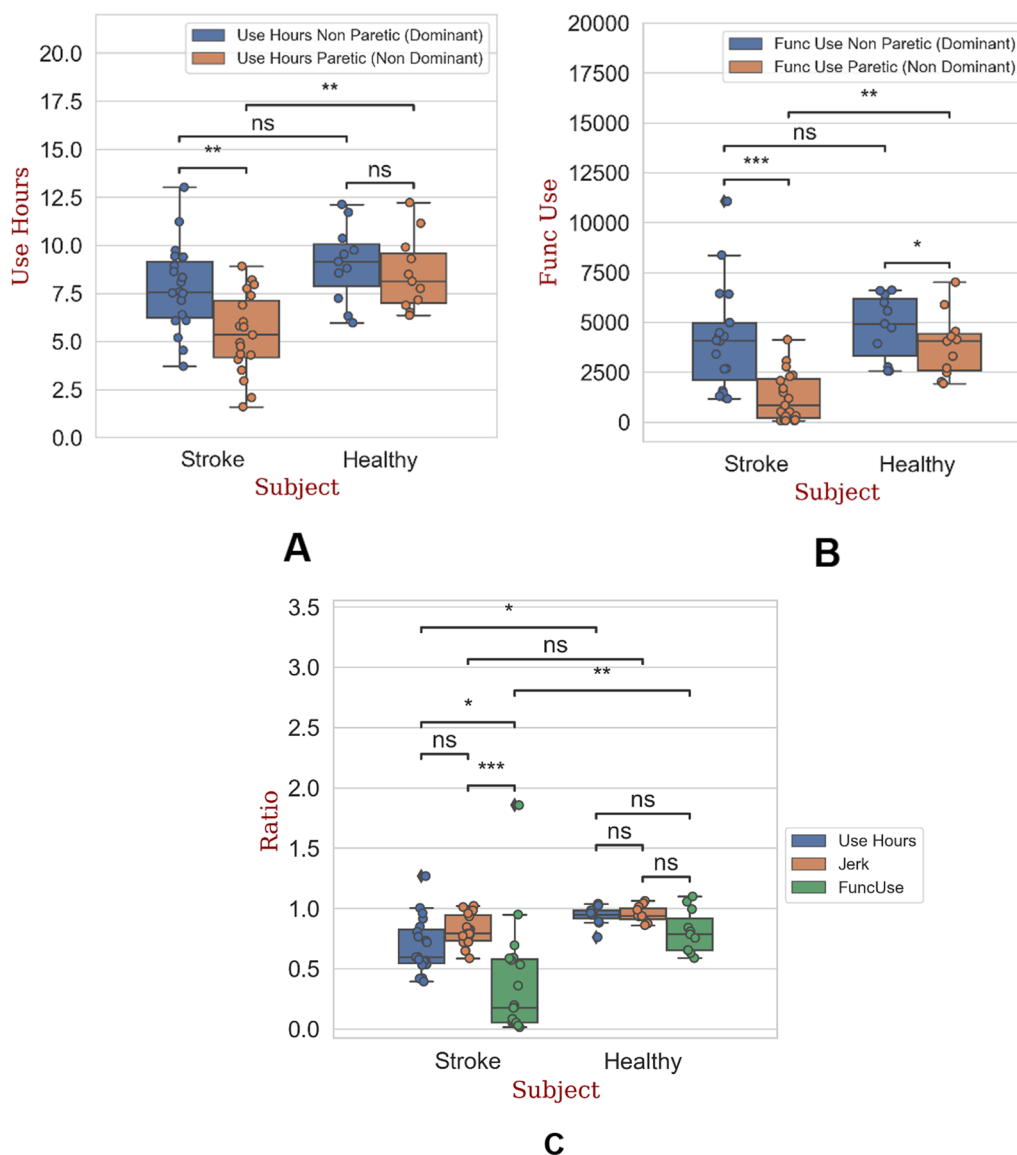 Use Hours Non Paretic (Dominant)
Use Hours Paretic (Non Dominant)
20.0
17.5
15.0
12.5
10.0
7.5
5.0
2.5
0.0
Use Hours
**
ns
**
ns
Stroke
Healthy
Subject
A
Func Use Non Paretic (Dominant)
Func Use Paretic (Non Dominant)
20000
17500
15000
12500
10000
7500
5000
2500
0
Func Use
**
ns
***
*
Stroke
Healthy
Subject
B
3.5
3.0
2.5
2.0
1.5
1.0
0.5
0.0
Ratio
*
ns
**
*
ns
***
ns
ns
ns
Use Hours
Jerk
FuncUse
Stroke
Healthy
Subject
C